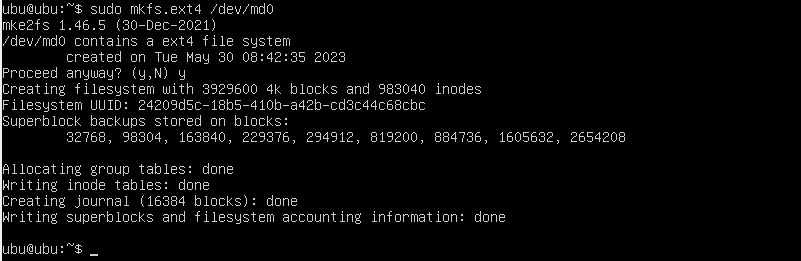 ubu@ubu:~$ sudo mkfs.ext4 /dev/md0
mke2fs 1.46.5 (30-Dec-2021)
/dev/md0 contains a ext4 file system
created on Tue May 30 08:42:35 2023
Proceed anyway? (y,N) y
Creating filesystem with 3929600 4k blocks and 983040 inodes
Filesystem UUID: 24209d5c-18b5-410b-a42b-cd3c44c68cbc
Superblock backups stored on blocks:
32768, 98304, 163840, 229376, 294912, 819200, 884736, 1605632, 2654208
Allocating group tables: done
Writing inode tables: done
Creating journal (16384 blocks): done
Writing superblocks and filesystem accounting information: done
ubu@ubu:~$ _